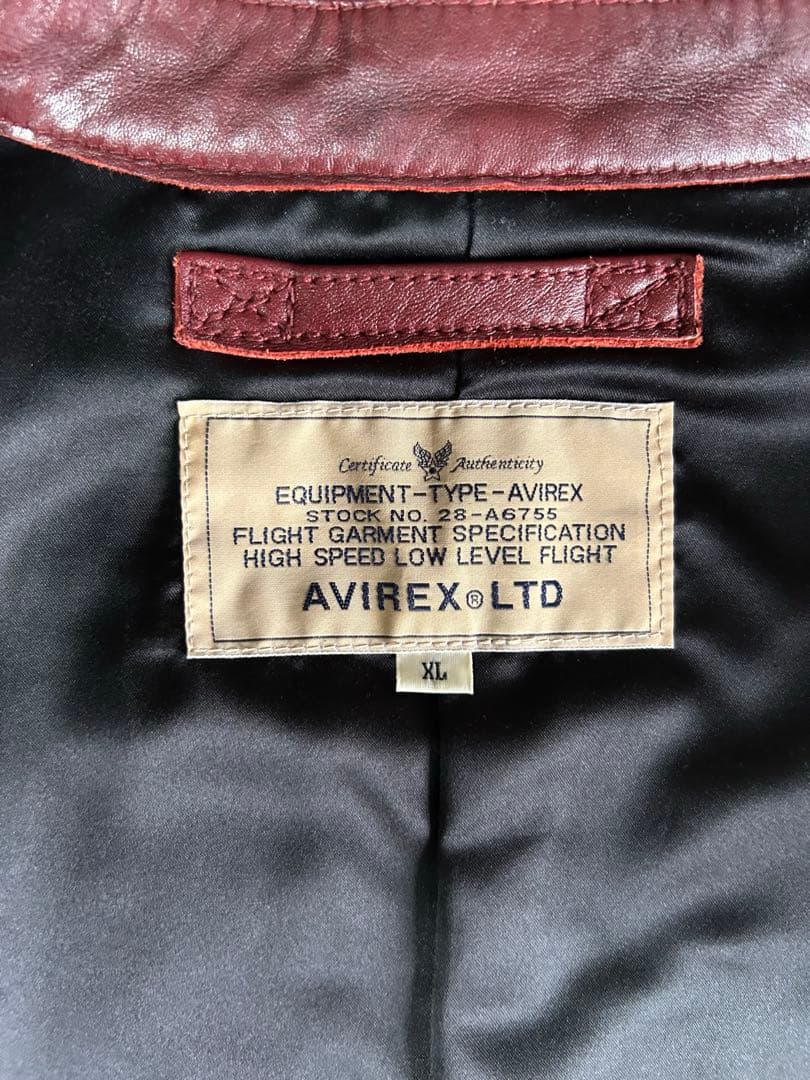 Certificate Authenticity
EQUIPMENT-TYPE-AVIREX
STOCK NO. 28-A6755
FLIGHT GARMENT SPECIFICATION
HIGH SPEED LOW LEVEL FLIGHT
AVIREX® LTD
XL